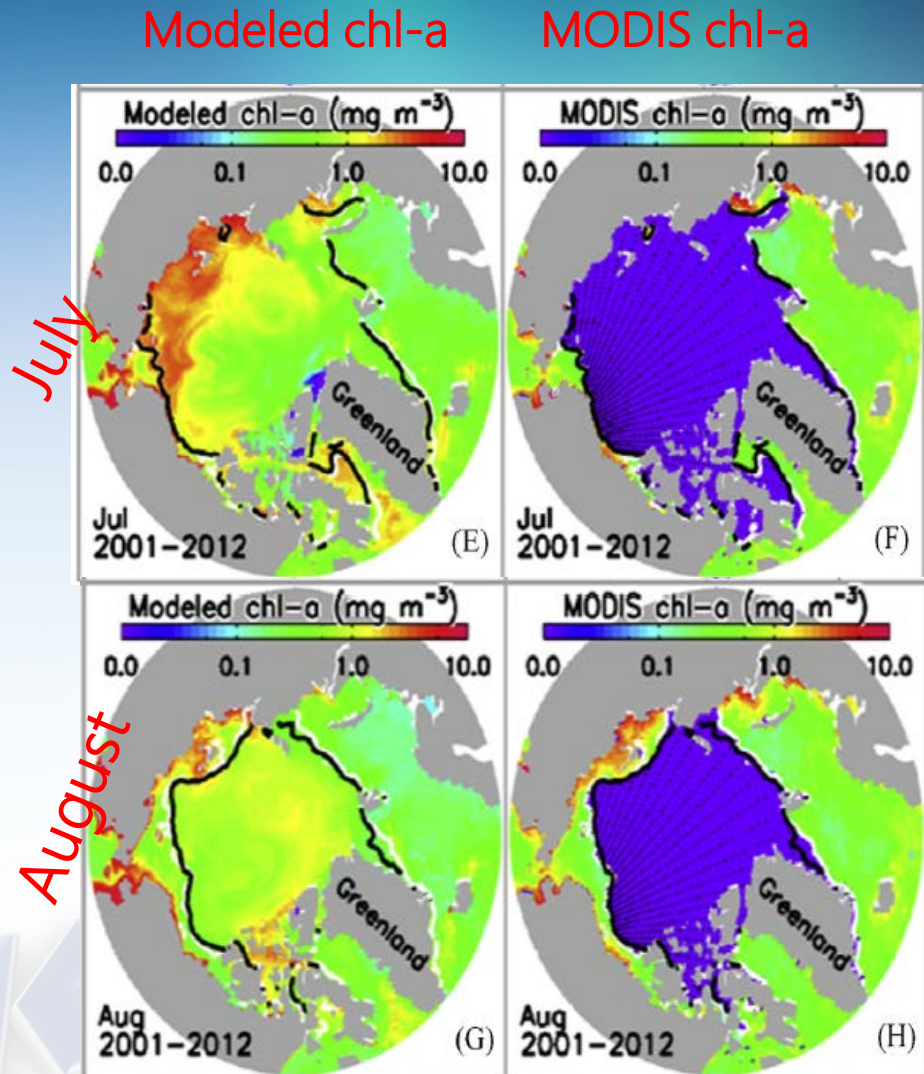 Modeled chl-a MODIS chl-a
July
Modeled chl-a (mg m⁻³)
0.0 0.1 1.0 10.0
Greenland
Jul
2001-2012
(E)
MODIS chl-a (mg m⁻³)
0.0 0.1 1.0 10.0
Greenland
Jul
2001-2012
(F)
August
Modeled chl-a (mg m⁻³)
0.0 0.1 1.0 10.0
Greenland
Aug
2001-2012
(G)
MODIS chl-a (mg m⁻³)
0.0 0.1 1.0 10.0
Greenland
Aug
2001-2012
(H)